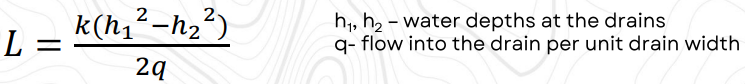 L = k(h₁²–h₂²) / 2q
h₁, h₂ – water depths at the drains
q- flow into the drain per unit drain width